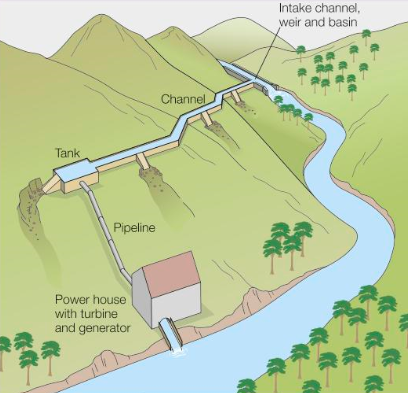 Intake channel,
weir and basin
Channel
Tank
Pipeline
Power house
with turbine
and generator